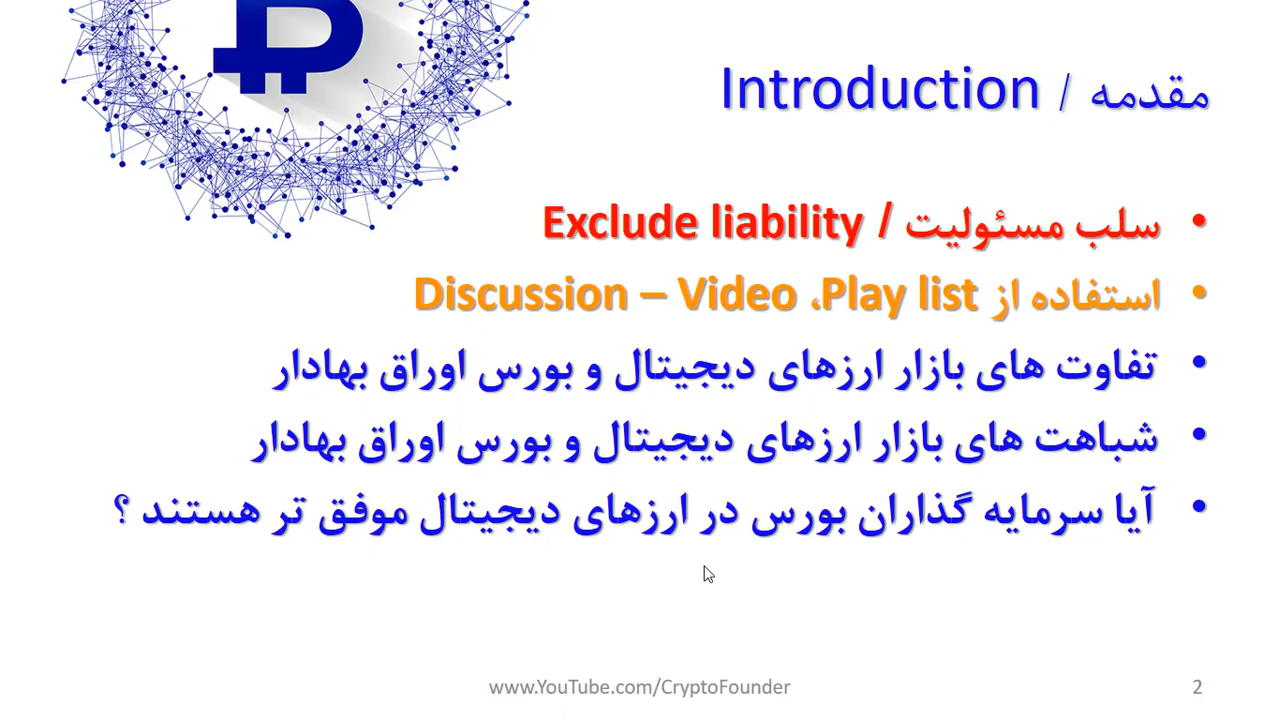 مقدمه / Introduction
• سلب مسئولیت / Exclude liability
• استفاده از Discussion – Video ،Play list
• تفاوت های بازار ارزهای دیجیتال و بورس اوراق بهادار
• شباهت های بازار ارزهای دیجیتال و بورس اوراق بهادار
• آیا سرمایه گذاران بورس در ارزهای دیجیتال موفق تر هستند ؟
www.YouTube.com/CryptoFounder
2